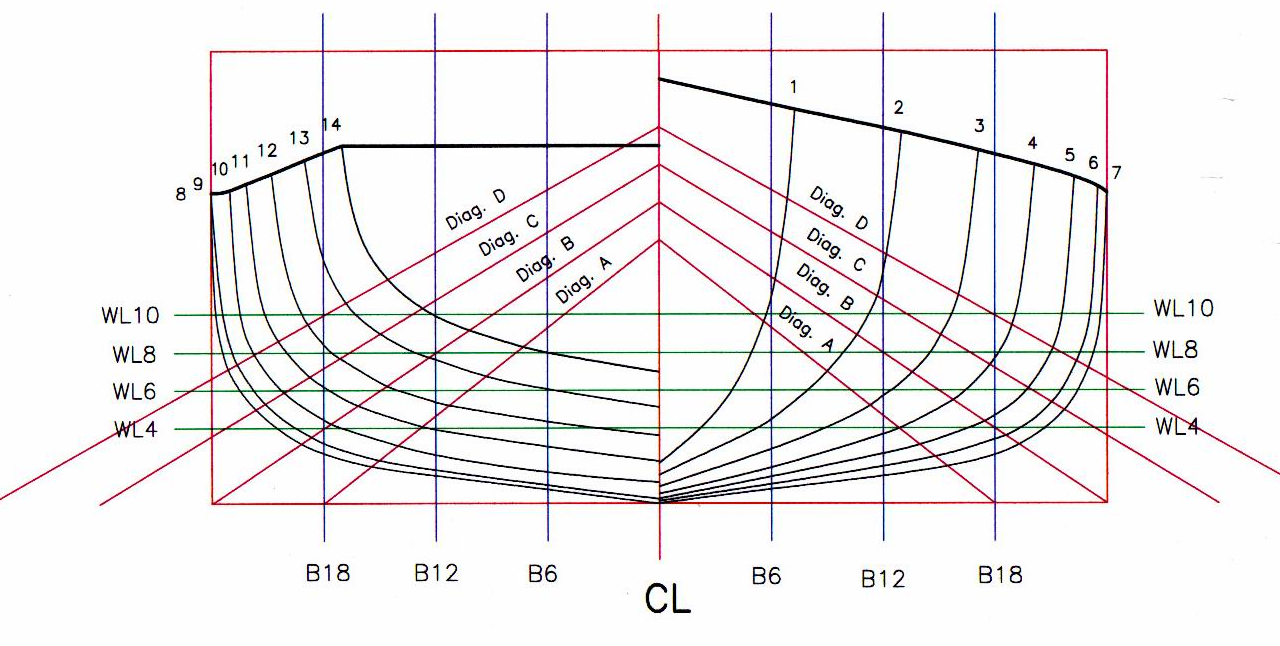 1
2
3
4
5
6
7
14
13
12
11
10
9
8
Diag. D
Diag. C
Diag. B
Diag. A
Diag. D
Diag. C
Diag. B
Diag. A
WL10
WL8
WL6
WL4
WL10
WL8
WL6
WL4
B18 B12 B6 B6 B12 B18
CL